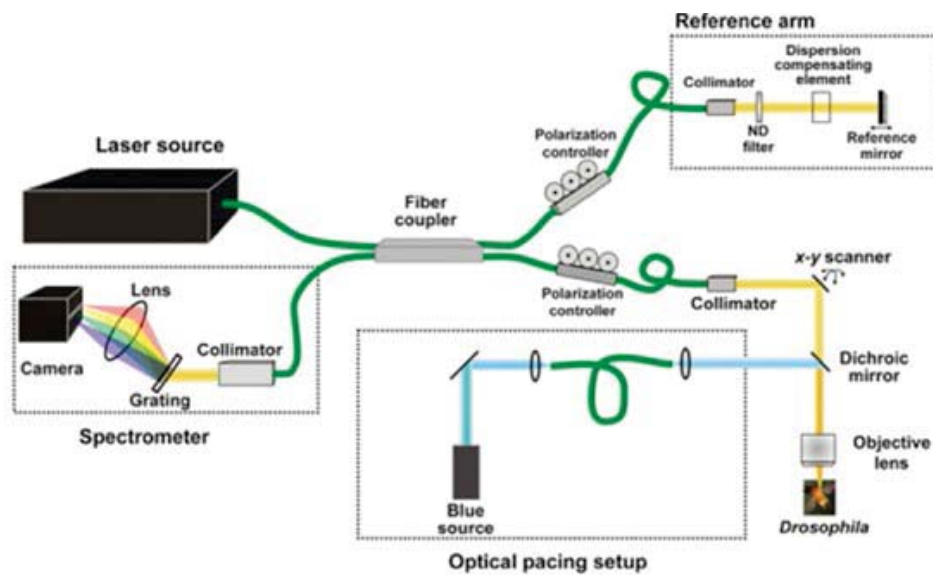 Reference arm
Dispersion
compensating
element
Collimator
ND
filter
Reference
mirror
Laser source
Polarization
controller
Fiber
coupler
x-y scanner
Polarization
controller
Collimator
Lens
Camera
Collimator
Grating
Spectrometer
Dichroic
mirror
Objective
lens
Blue
source
Drosophila
Optical pacing setup